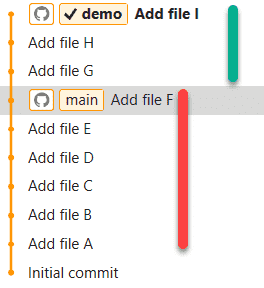 demo Add file I
Add file H
Add file G
main Add file F
Add file E
Add file D
Add file C
Add file B
Add file A
Initial commit